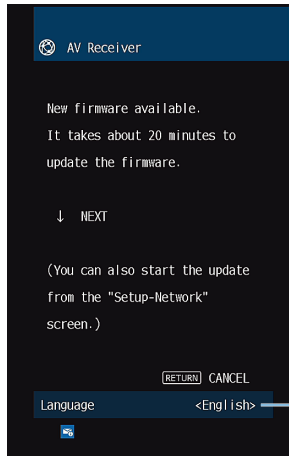 AV Receiver
New firmware available.
It takes about 20 minutes to
update the firmware.
↓ NEXT
(You can also start the update
from the "Setup-Network"
screen.)
RETURN CANCEL
Language <English>